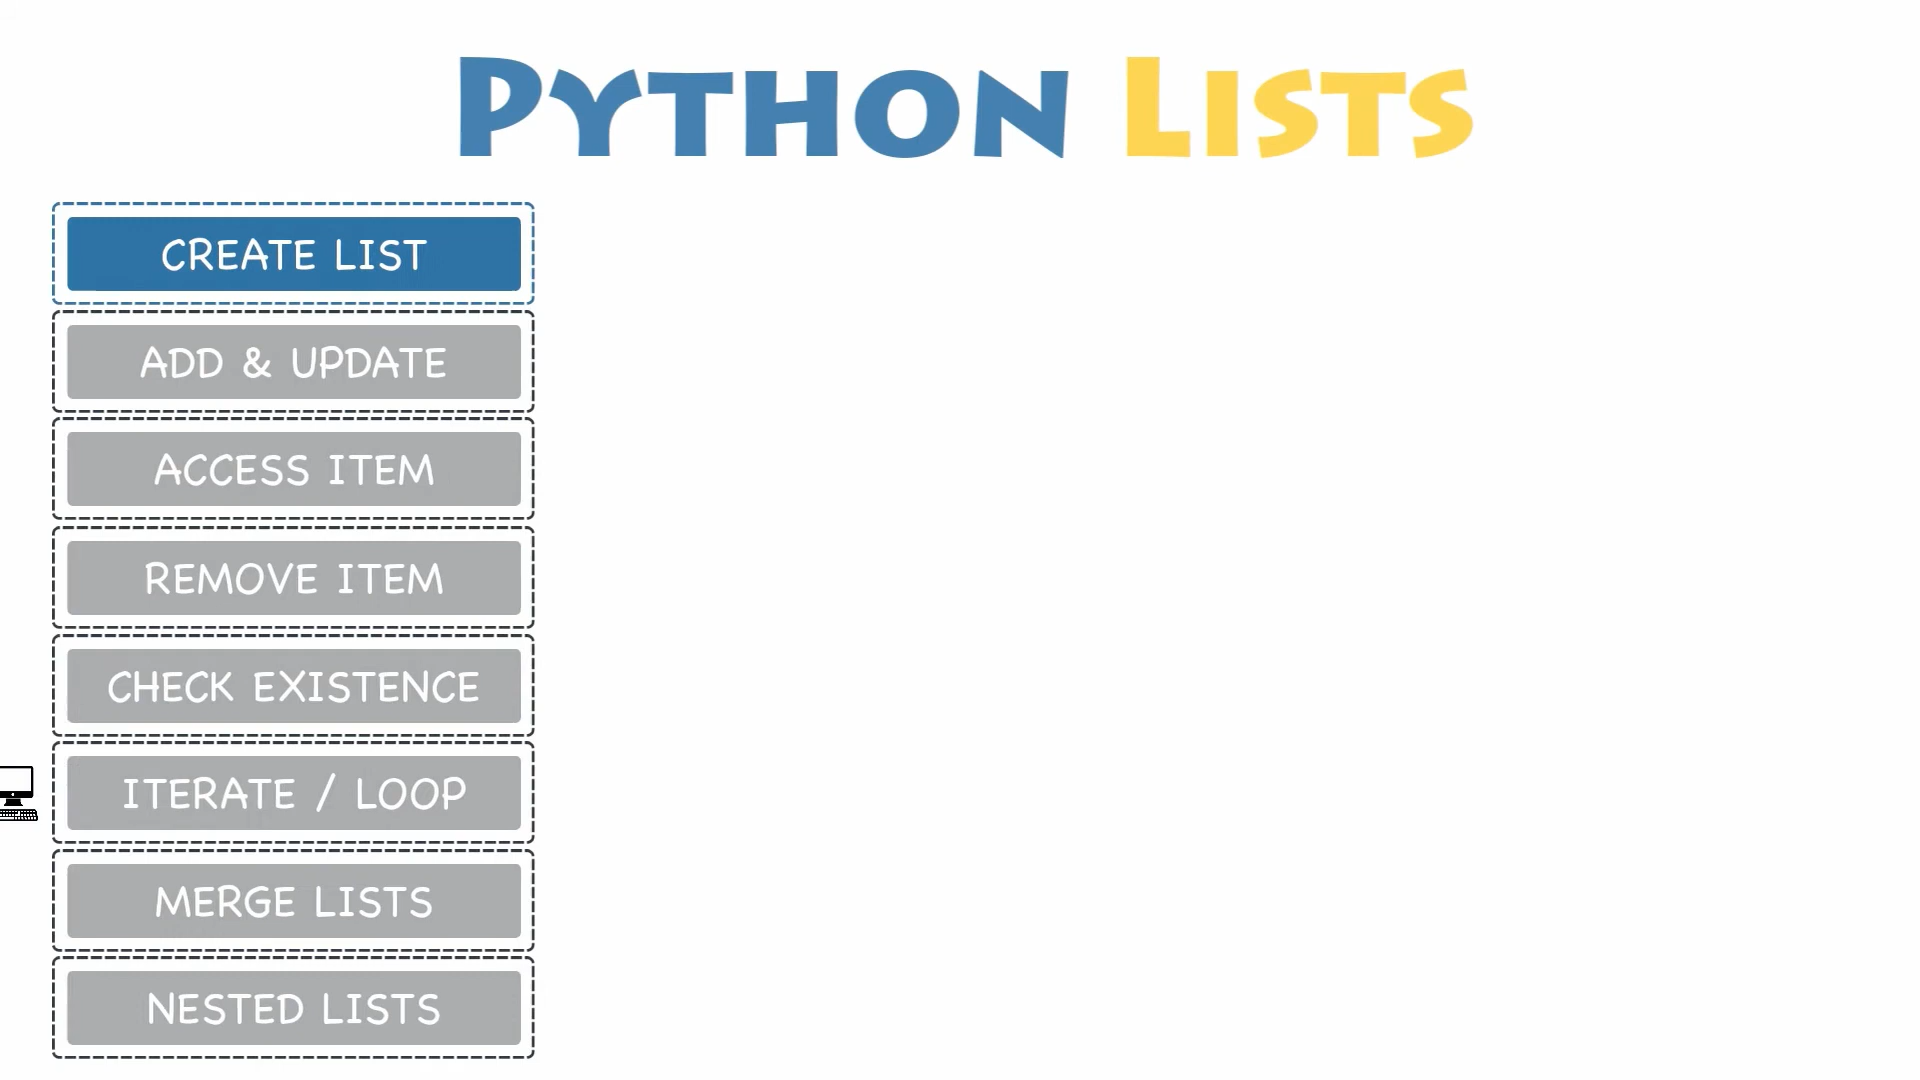 PYTHON LISTS
CREATE LIST
ADD & UPDATE
ACCESS ITEM
REMOVE ITEM
CHECK EXISTENCE
ITERATE / LOOP
MERGE LISTS
NESTED LISTS